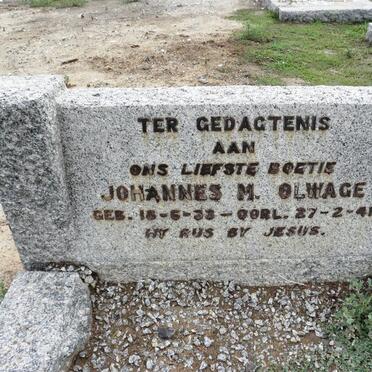 TER GEDAGTENIS
AAN
ONS LIEFSTE BOETIE
JOHANNES M. OLWAGE
GEB. 18-6-38 – OORL. 27-2-41
HY RUS BY JESUS.